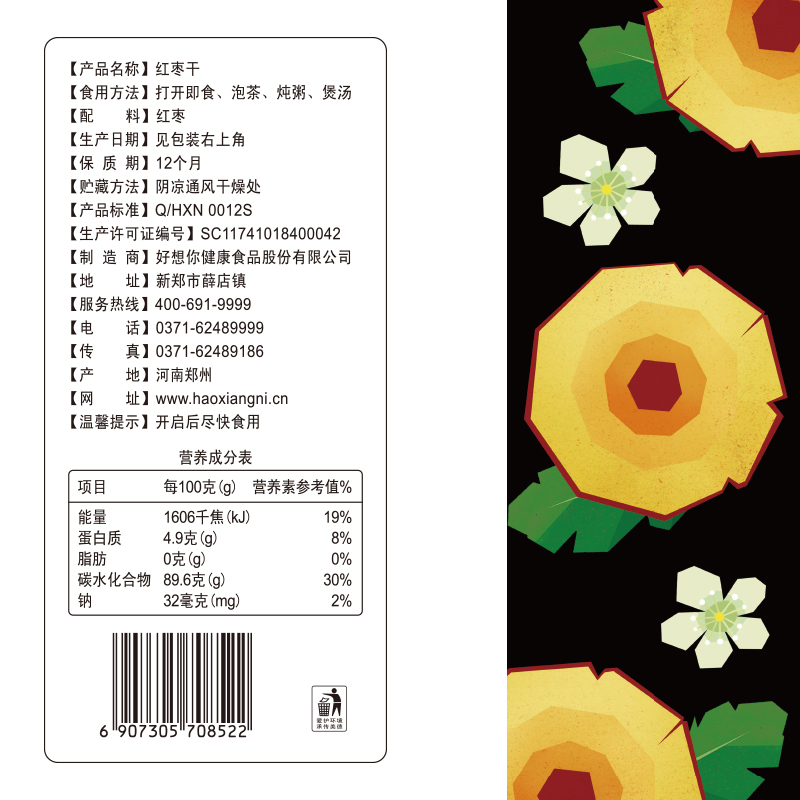 【产品名称】红枣干
【食用方法】打开即食、泡茶、炖粥、煲汤
【配 料】红枣
【生产日期】见包装右上角
【保 质 期】12个月
【贮藏方法】阴凉通风干燥处
【产品标准】Q/HXN 0012S
【生产许可证编号】SC11741018400042
【制 造 商】好想你健康食品股份有限公司
【地 址】新郑市薛店镇
【服务热线】400-691-9999
【电 话】0371-62489999
【传 真】0371-62489186
【产 地】河南郑州
【网 址】www.haoxiangni.cn
【温馨提示】开启后尽快食用
营养成分表
项目 每100克(g) 营养素参考值%
能量 1606千焦(kJ) 19%
蛋白质 4.9克(g) 8%
脂肪 0克(g) 0%
碳水化合物 89.6克(g) 30%
钠 32毫克(mg) 2%
6 907305 708522
爱护环境
承传美德